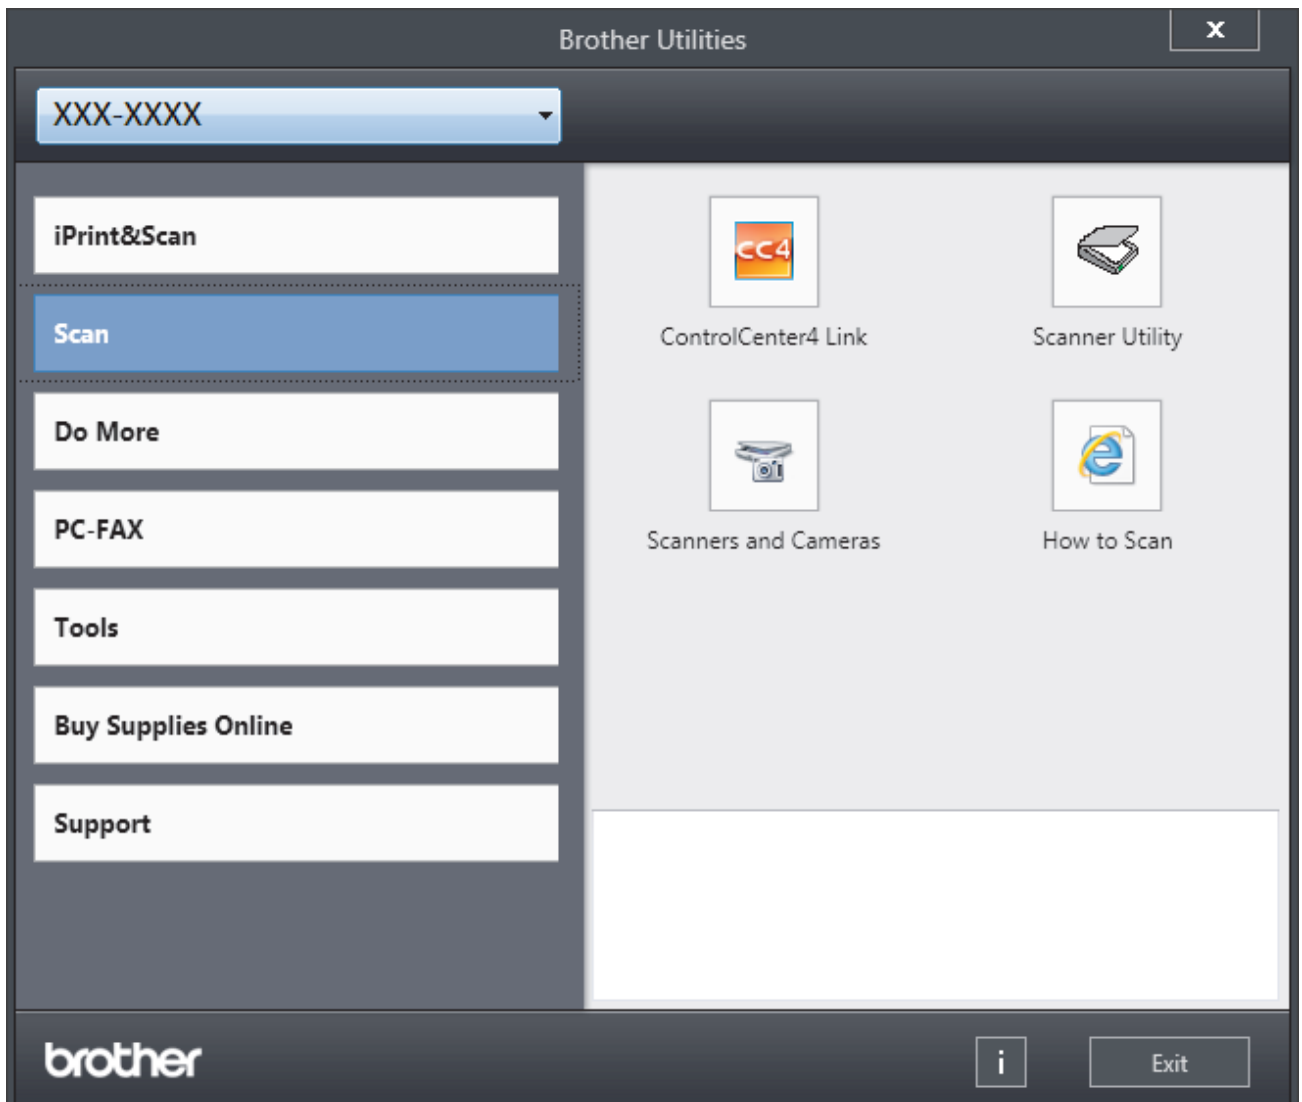 Brother Utilities
x
XXX-XXXX
iPrint&Scan
Scan
Do More
PC-FAX
Tools
Buy Supplies Online
Support
CC4
ControlCenter4 Link
Scanner Utility
Scanners and Cameras
How to Scan
brother
i
Exit